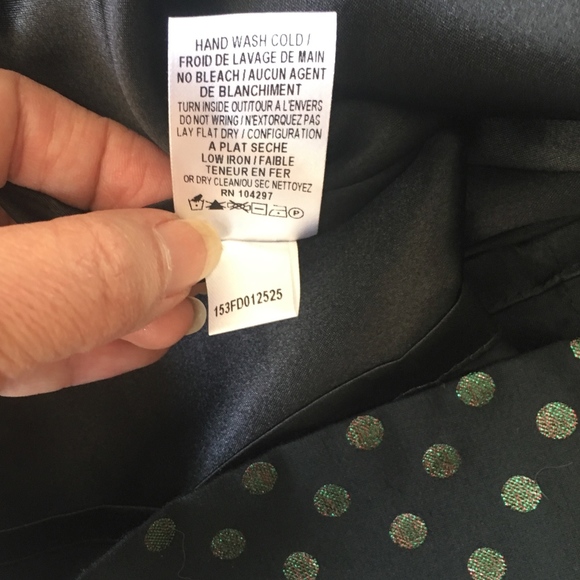 HAND WASH COLD /
FROID DE LAVAGE DE MAIN
NO BLEACH / AUCUN AGENT
DE BLANCHIMENT
TURN INSIDE OUT/TOUR A L'ENVERS
DO NOT WRING / N'EXTORQUEZ PAS
LAY FLAT DRY / CONFIGURATION
A PLAT SECHE
LOW IRON / FAIBLE
TENEUR EN FER
OR DRY CLEAN/OU SEC NETTOYEZ
RN 104297
P
153FD012525